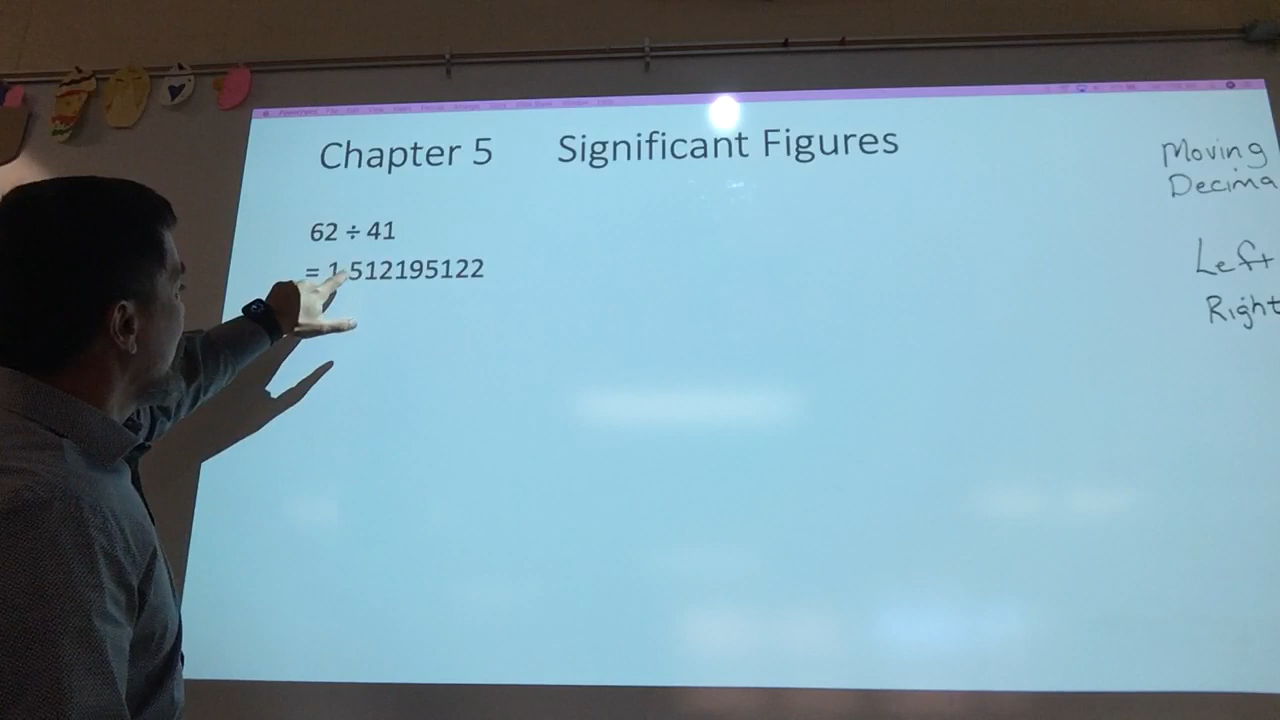 Chapter 5 Significant Figures
62 ÷ 41
= 1.512195122
Moving
Decima
Left
Right